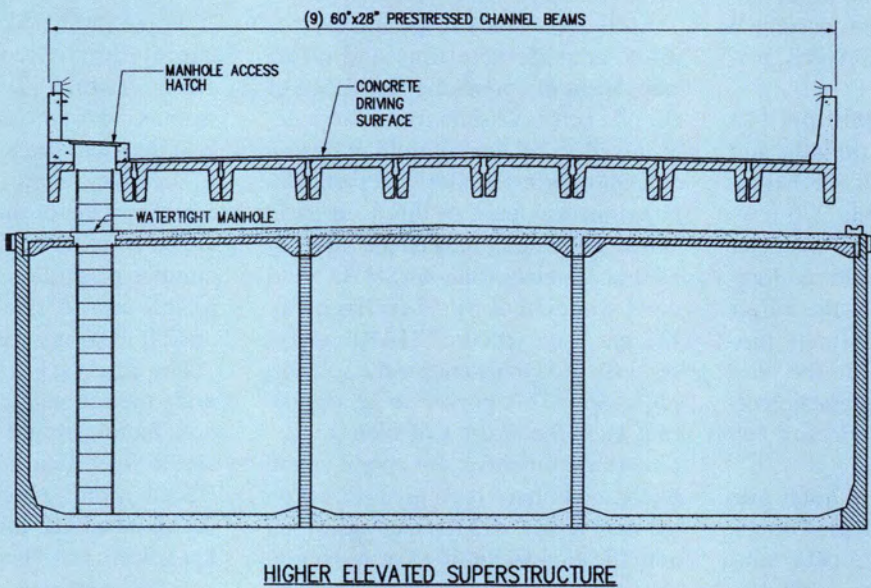 (9) 60"x28" PRESTRESSED CHANNEL BEAMS
MANHOLE ACCESS
HATCH
CONCRETE
DRIVING
SURFACE
WATERTIGHT MANHOLE
HIGHER ELEVATED SUPERSTRUCTURE